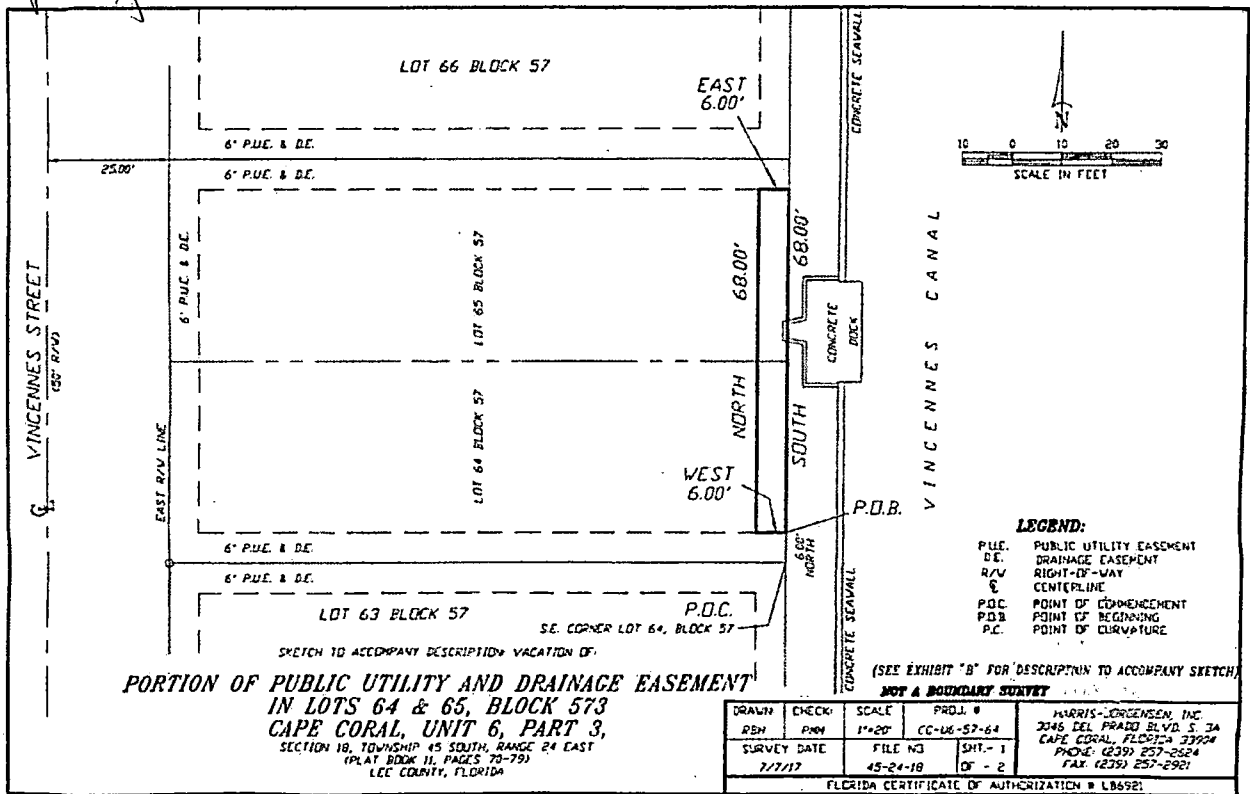 LOT 66 BLOCK 57
EAST
6.00'
CONCRETE SEAWALL
N
10 0 10 20 30
SCALE IN FEET
6' P.U.E. & D.E.
25.00'
6' P.U.E. & D.E.
VINCENNES STREET
(50' R/W)
EAST R/W LINE
6' P.U.E. & D.E.
LOT 65 BLOCK 57
LOT 64 BLOCK 57
NORTH 68.00'
SOUTH 68.00'
CONCRETE
DOCK
VINCENNES CANAL
WEST
6.00'
P.O.B.
6.00'
NORTH
6' P.U.E. & D.E.
6' P.U.E. & D.E.
LOT 63 BLOCK 57
P.O.C.
S.E. CORNER LOT 64, BLOCK 57
CONCRETE SEAWALL
LEGEND:
P.U.E. PUBLIC UTILITY EASEMENT
D.E. DRAINAGE EASEMENT
R/W RIGHT-OF-WAY
℄ CENTERLINE
P.O.C. POINT OF COMMENCEMENT
P.O.B. POINT OF BEGINNING
P.C. POINT OF CURVATURE
SKETCH TO ACCOMPANY DESCRIPTION: VACATION OF:
PORTION OF PUBLIC UTILITY AND DRAINAGE EASEMENT
IN LOTS 64 & 65, BLOCK 573
CAPE CORAL, UNIT 6, PART 3,
SECTION 18, TOWNSHIP 45 SOUTH, RANGE 24 EAST
(PLAT BOOK 11, PAGES 70-79)
LEE COUNTY, FLORIDA
(SEE EXHIBIT "B" FOR DESCRIPTION TO ACCOMPANY SKETCH)
NOT A BOUNDARY SURVEY
DRAWN CHECK: SCALE PROJ. #
RSH PMM 1"=20' CC-U6-57-64
SURVEY DATE FILE NO SHT.- 1
7/7/17 45-24-18 OF - 2
HARRIS-JORGENSEN, INC.
3046 DEL PRADO BLVD. S. 3A
CAPE CORAL, FLORIDA 33904
PHONE: (239) 257-2624
FAX: (239) 257-2921
FLORIDA CERTIFICATE OF AUTHORIZATION # LB6921